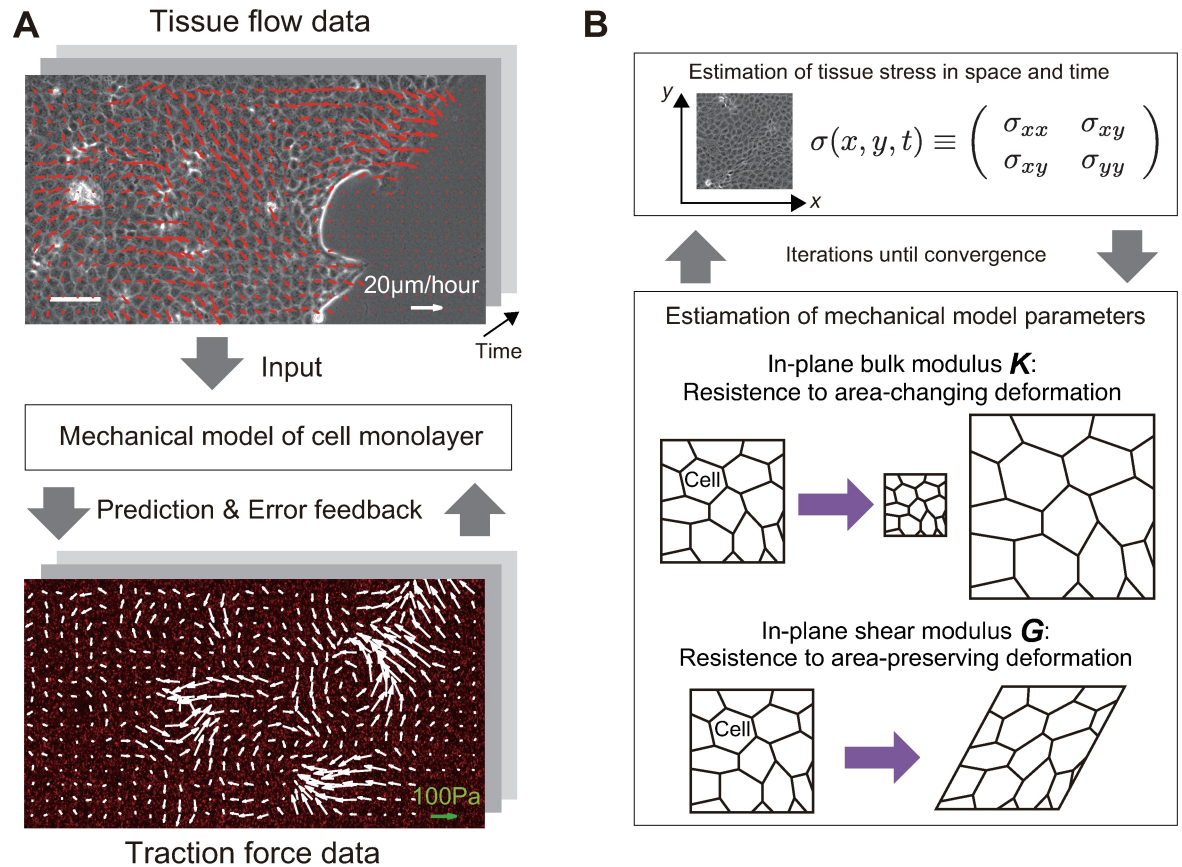 A
Tissue flow data
20μm/hour
Time
Input
Mechanical model of cell monolayer
Prediction & Error feedback
100Pa
Traction force data
B
Estimation of tissue stress in space and time
y
x
σ(x, y, t) ≡ ( σxx σxy
σxy σyy )
Iterations until convergence
Estiamation of mechanical model parameters
In-plane bulk modulus K:
Resistence to area-changing deformation
Cell
In-plane shear modulus G:
Resistence to area-preserving deformation
Cell